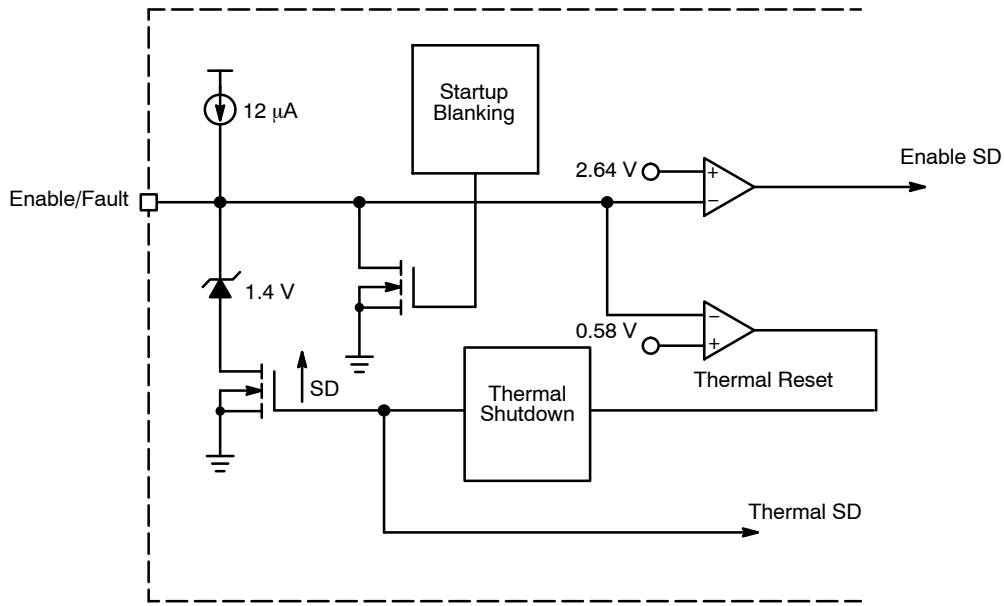 Startup
Blanking
12 μA
2.64 V
+
−
Enable SD
Enable/Fault
1.4 V
−
0.58 V
+
Thermal Reset
SD
Thermal
Shutdown
Thermal SD